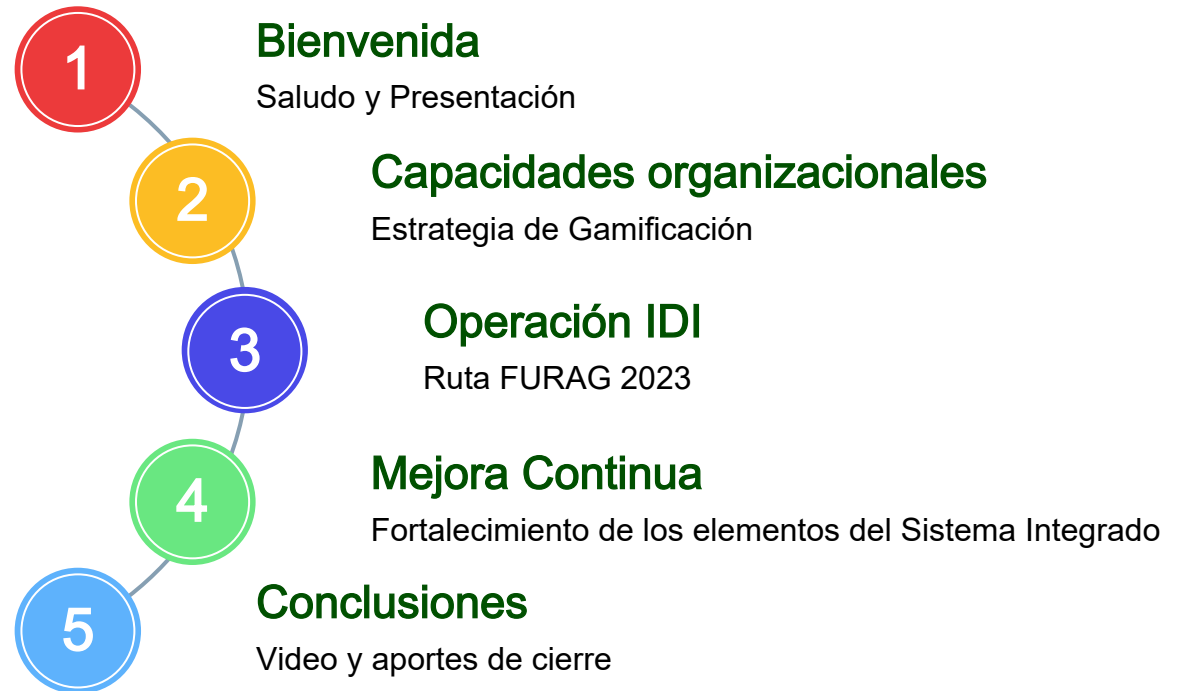 1
Bienvenida
Saludo y Presentación
2
Capacidades organizacionales
Estrategia de Gamificación
3
Operación IDI
Ruta FURAG 2023
4
Mejora Continua
Fortalecimiento de los elementos del Sistema Integrado
5
Conclusiones
Video y aportes de cierre